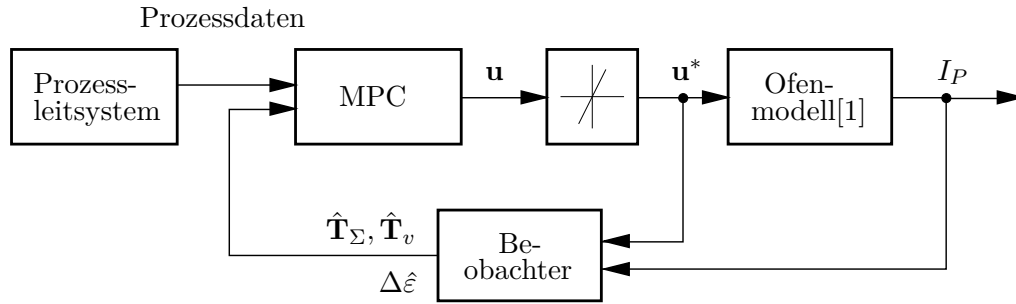 Prozessdaten
Prozess-
leitsystem
MPC
u
u*
Ofen-
modell[1]
I_P
T̂_Σ, T̂_v
Δε̂
Be-
obachter